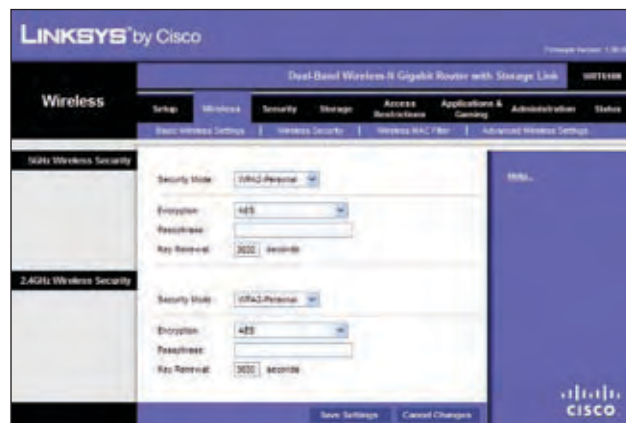 LINKSYS by Cisco
Dual-Band Wireless-N Gigabit Router with Storage Link
Wireless
Setup Wireless Security Storage Access Restrictions Applications & Gaming Administration Status
Basic Wireless Settings | Wireless Security | Wireless MAC Filter | Advanced Wireless Settings
5GHz Wireless Security
Help...
Security Mode: WPA2-Personal
Encryption: AES
Passphrase:
Key Renewal: 3600 seconds
2.4GHz Wireless Security
Security Mode: WPA2-Personal
Encryption: AES
Passphrase:
Key Renewal: 3600 seconds
Save Settings Cancel Changes
CISCO